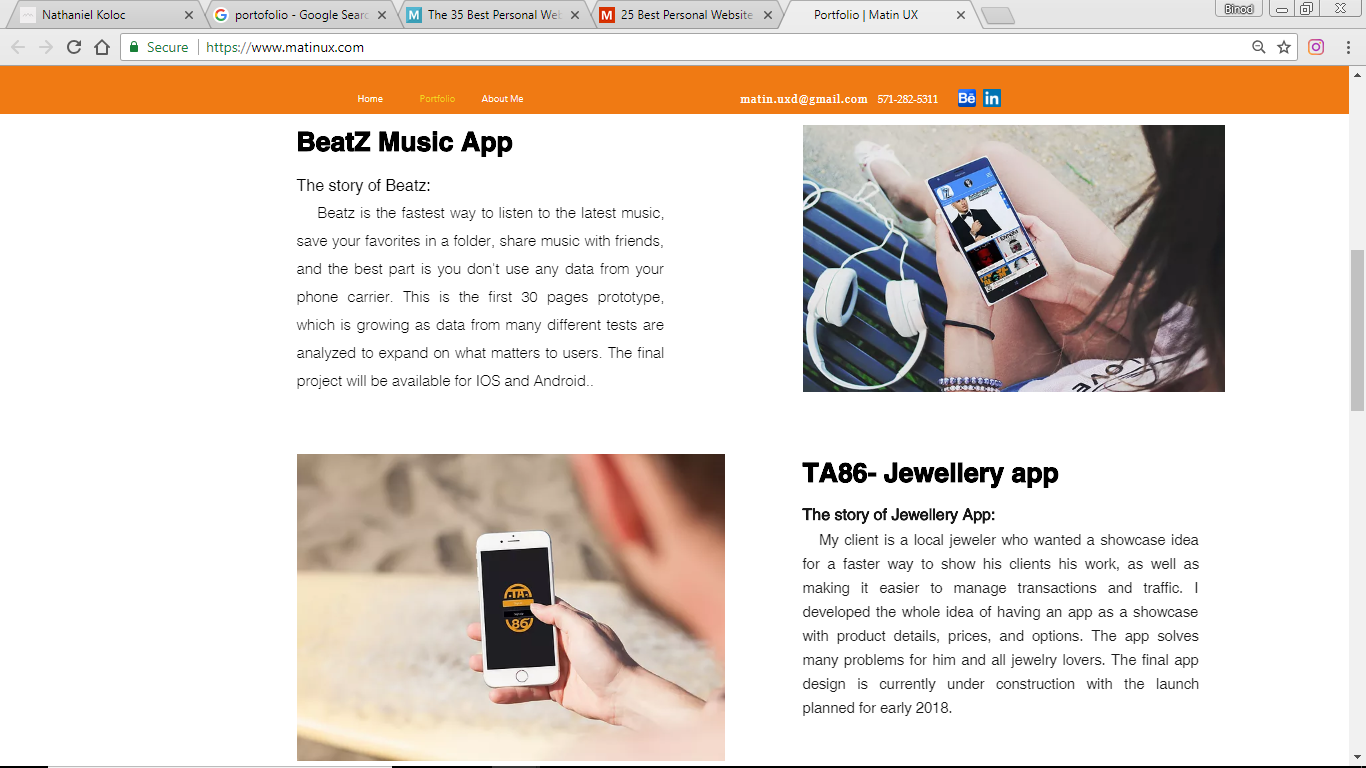 Nathaniel Koloc
portofolio - Google Searc
The 35 Best Personal Web
25 Best Personal Website
Portfolio | Matin UX
Binod
Secure
https://www.matinux.com
Home
Portfolio
About Me
matin.uxd@gmail.com
571-282-5311
Bē
in
BeatZ Music App
The story of Beatz:
Beatz is the fastest way to listen to the latest music,
save your favorites in a folder, share music with friends,
and the best part is you don't use any data from your
phone carrier. This is the first 30 pages prototype,
which is growing as data from many different tests are
analyzed to expand on what matters to users. The final
project will be available for IOS and Android..
TA
86
TA86- Jewellery app
The story of Jewellery App:
My client is a local jeweler who wanted a showcase idea
for a faster way to show his clients his work, as well as
making it easier to manage transactions and traffic. I
developed the whole idea of having an app as a showcase
with product details, prices, and options. The app solves
many problems for him and all jewelry lovers. The final app
design is currently under construction with the launch
planned for early 2018.